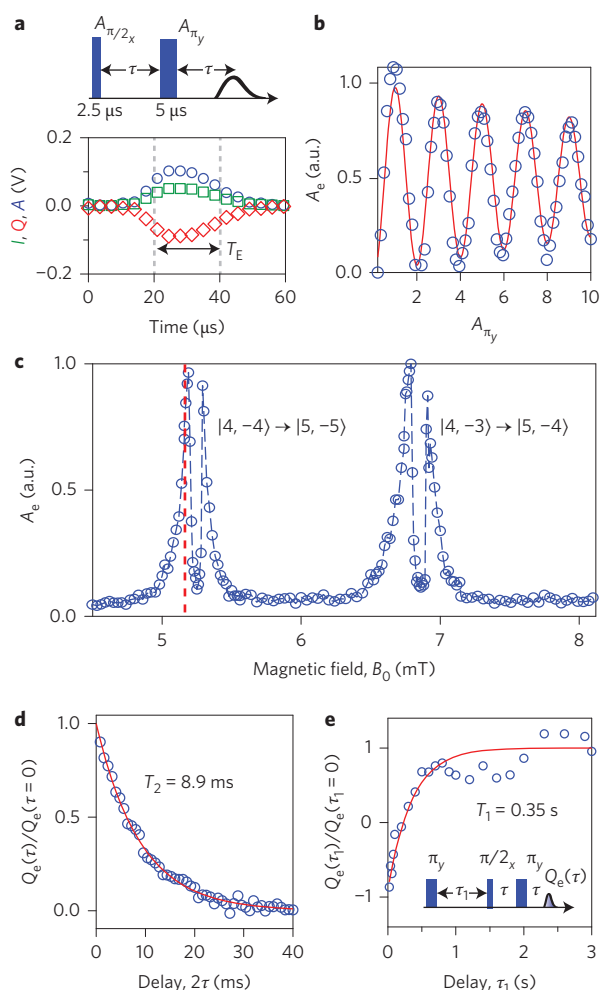 a
A_{π/2_x}
A_{π_y}
τ
τ
2.5 μs
5 μs
I, Q, A (V)
0.2
0.0
−0.2
T_E
0
20
40
60
Time (μs)
b
A_e (a.u.)
1.0
0.5
0.0
2
4
6
8
10
A_{π_y}
c
A_e (a.u.)
1.0
0.5
0.0
|4, −4⟩ → |5, −5⟩
|4, −3⟩ → |5, −4⟩
5
6
7
8
Magnetic field, B_0 (mT)
d
Q_e(τ)/Q_e(τ = 0)
1.0
0.5
0.0
T_2 = 8.9 ms
0
10
20
30
40
Delay, 2τ (ms)
e
Q_e(τ_1)/Q_e(τ_1 = 0)
1
0
−1
T_1 = 0.35 s
π_y
π/2_x
π_y
Q_e(τ)
τ_1
τ
τ
0
1
2
3
Delay, τ_1 (s)